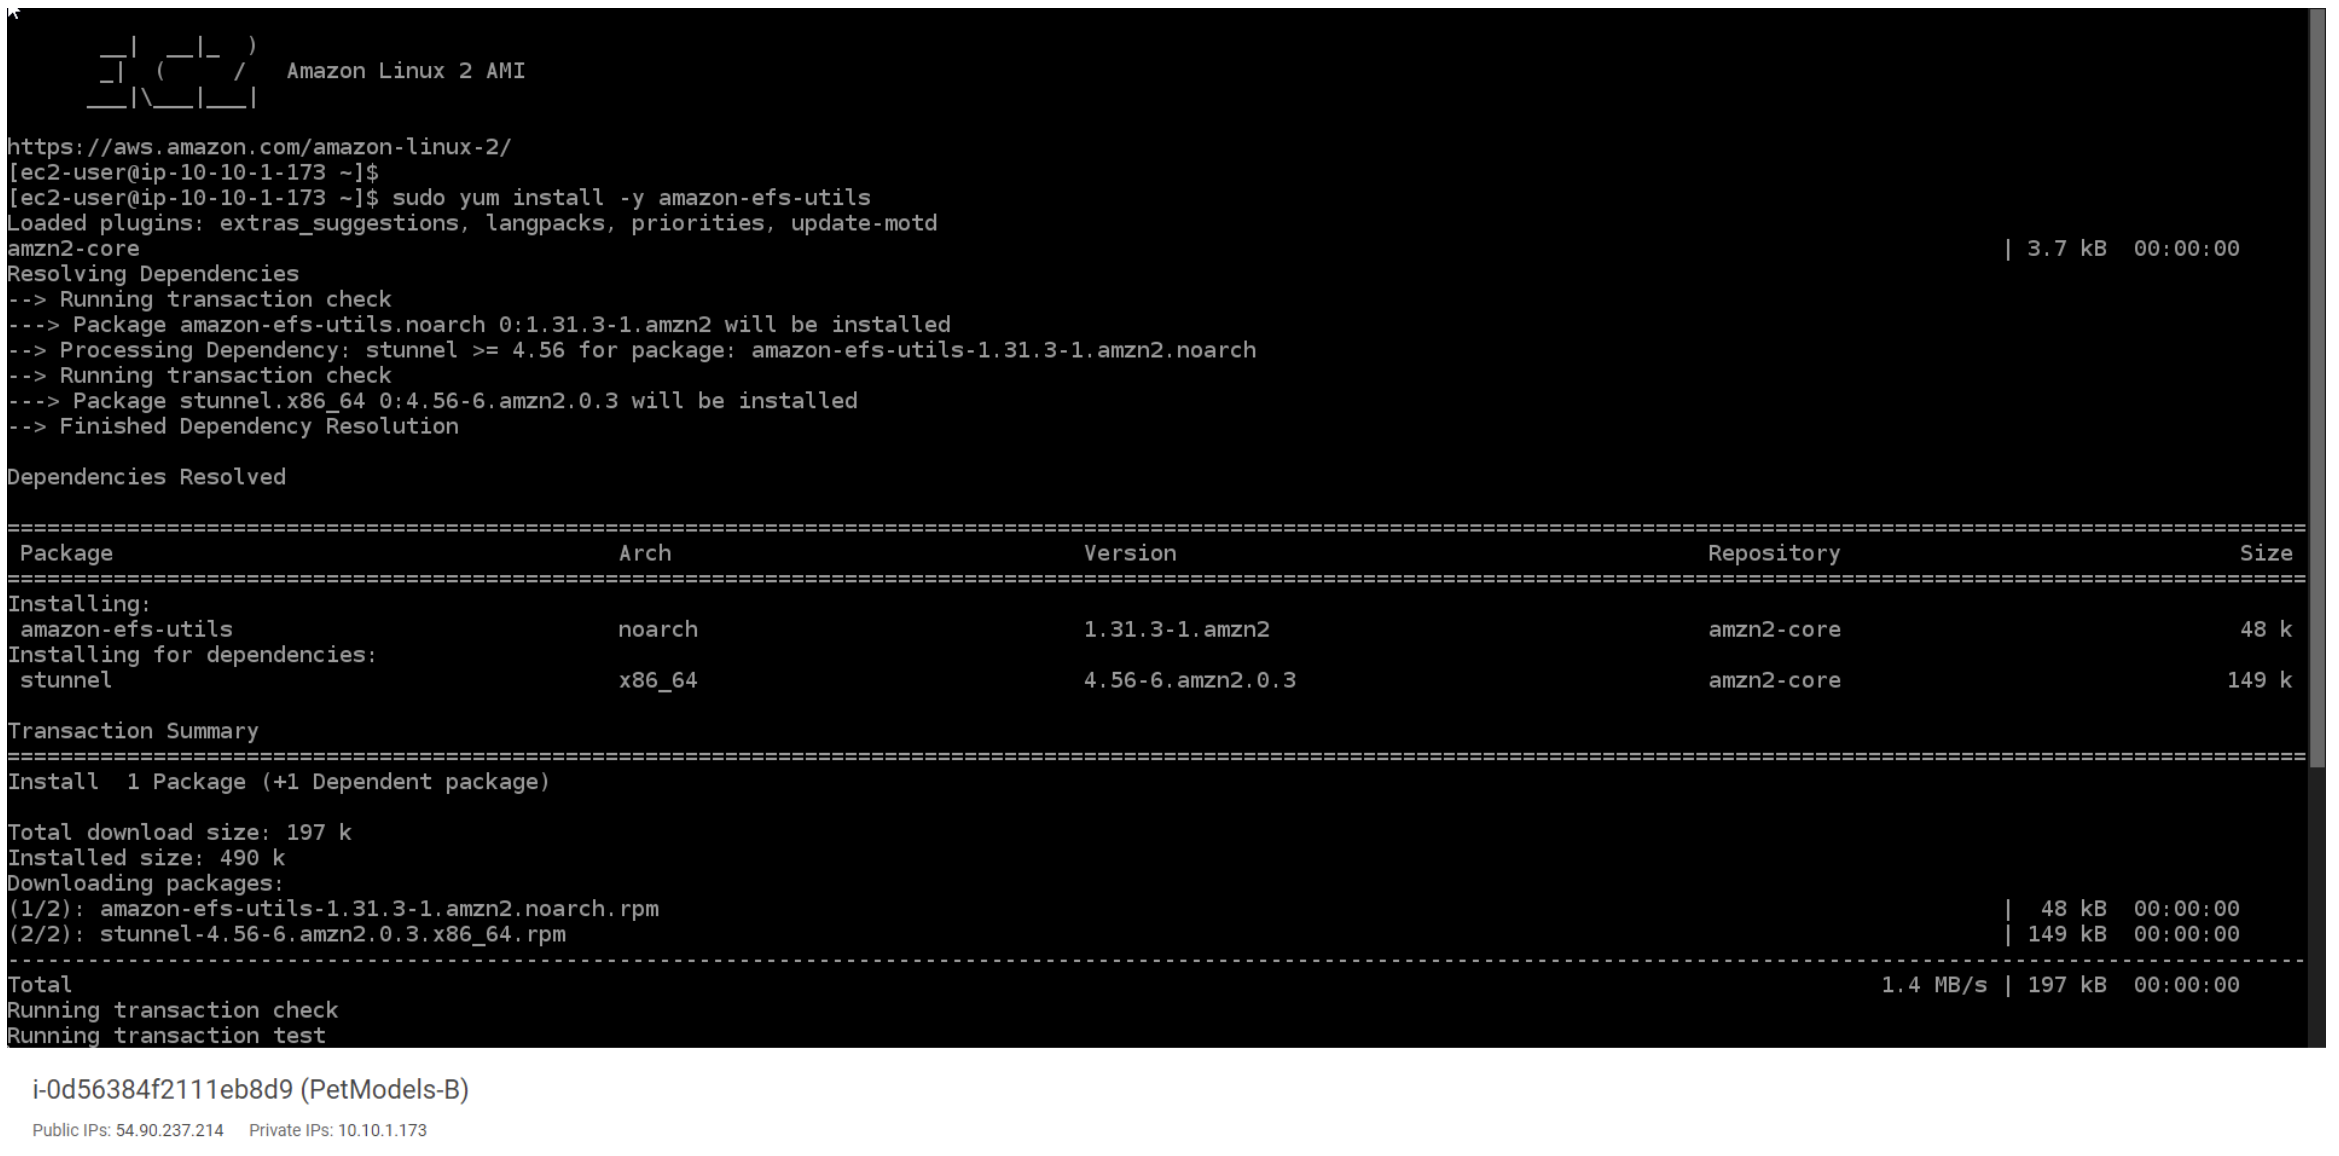 __|  __|_  )
       _|  (     /   Amazon Linux 2 AMI
      ___|\___|___|
https://aws.amazon.com/amazon-linux-2/
[ec2-user@ip-10-10-1-173 ~]$
[ec2-user@ip-10-10-1-173 ~]$ sudo yum install -y amazon-efs-utils
Loaded plugins: extras_suggestions, langpacks, priorities, update-motd
amzn2-core | 3.7 kB  00:00:00
Resolving Dependencies
--> Running transaction check
---> Package amazon-efs-utils.noarch 0:1.31.3-1.amzn2 will be installed
--> Processing Dependency: stunnel >= 4.56 for package: amazon-efs-utils-1.31.3-1.amzn2.noarch
--> Running transaction check
---> Package stunnel.x86_64 0:4.56-6.amzn2.0.3 will be installed
--> Finished Dependency Resolution
Dependencies Resolved
Package Arch Version Repository Size
Installing:
amazon-efs-utils noarch 1.31.3-1.amzn2 amzn2-core 48 k
Installing for dependencies:
stunnel x86_64 4.56-6.amzn2.0.3 amzn2-core 149 k
Transaction Summary
Install  1 Package (+1 Dependent package)
Total download size: 197 k
Installed size: 490 k
Downloading packages:
(1/2): amazon-efs-utils-1.31.3-1.amzn2.noarch.rpm |  48 kB  00:00:00
(2/2): stunnel-4.56-6.amzn2.0.3.x86_64.rpm | 149 kB  00:00:00
Total 1.4 MB/s | 197 kB  00:00:00
Running transaction check
Running transaction test
i-0d56384f2111eb8d9 (PetModels-B)
Public IPs: 54.90.237.214 Private IPs: 10.10.1.173